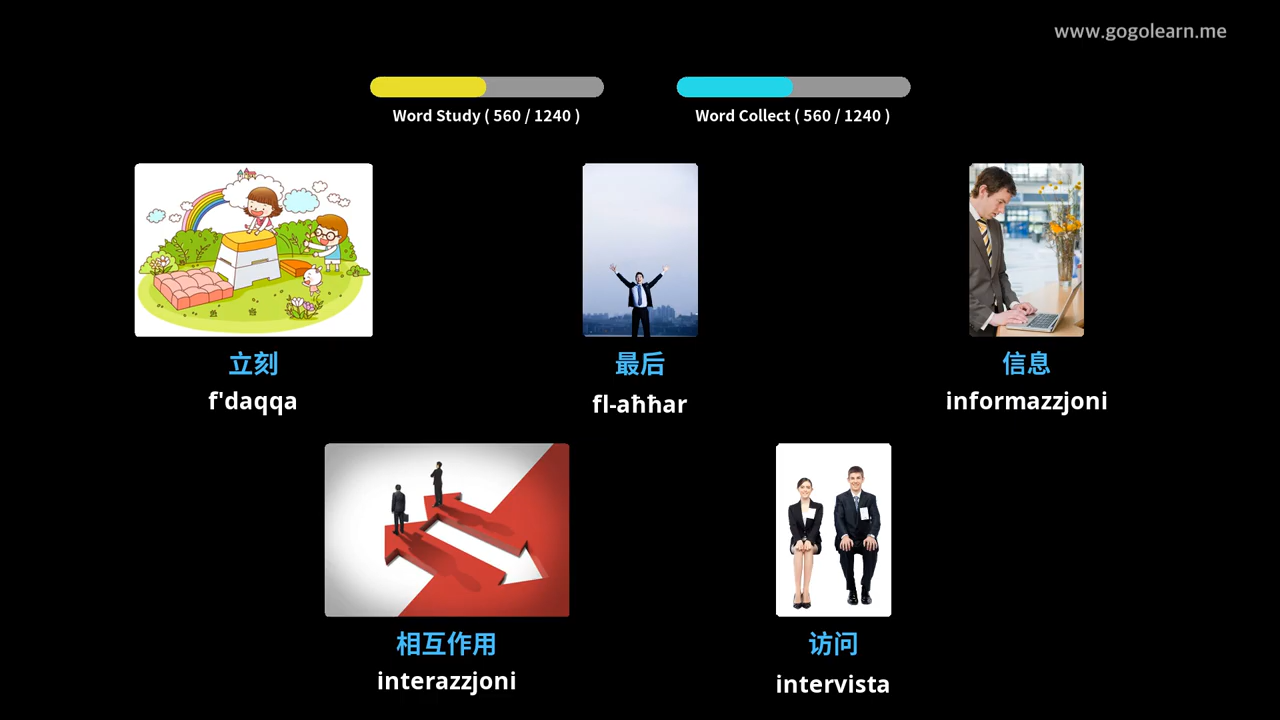 www.gogolearn.me
Word Study ( 560 / 1240 )
Word Collect ( 560 / 1240 )
立刻
f'daqqa
最后
fl-aħħar
信息
informazzjoni
相互作用
interazzjoni
访问
intervista